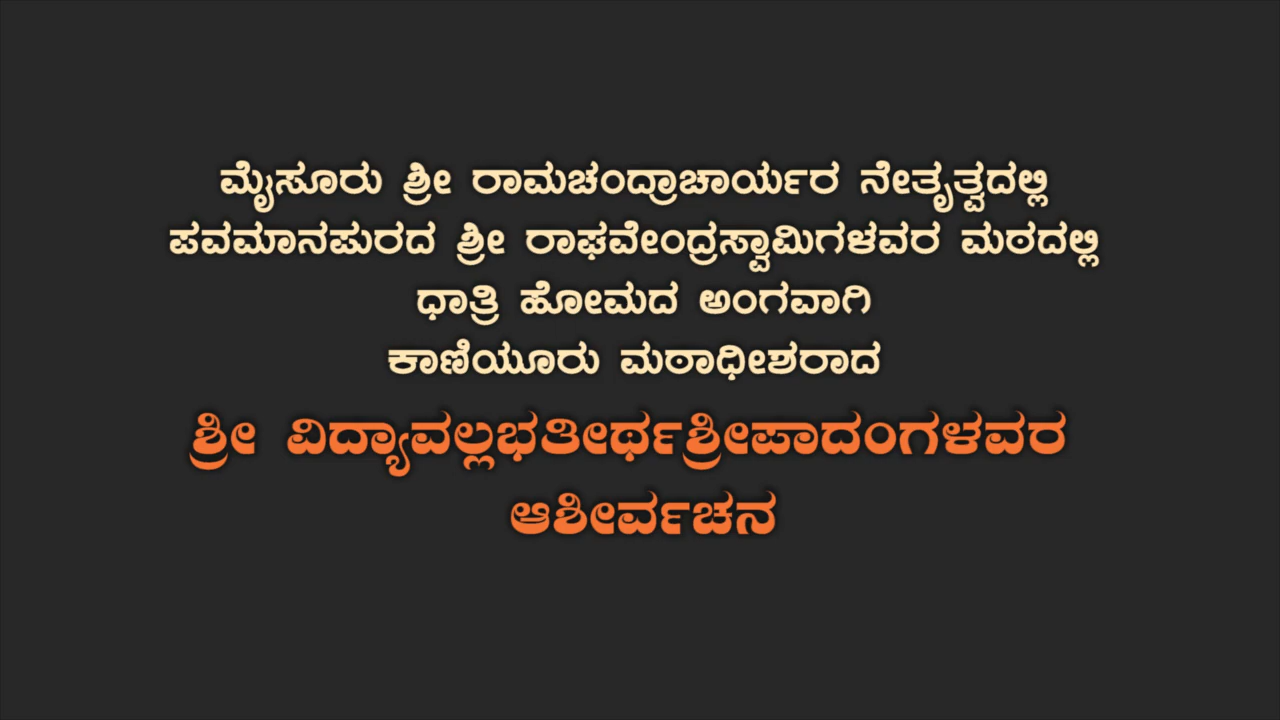 ಮೈಸೂರು ಶ್ರೀ ರಾಮಚಂದ್ರಾಚಾರ್ಯರ ನೇತೃತ್ವದಲ್ಲಿ
ಪವಮಾನಪುರದ ಶ್ರೀ ರಾಘವೇಂದ್ರಸ್ವಾಮಿಗಳವರ ಮಠದಲ್ಲಿ
ಧಾತ್ರಿ ಹೋಮದ ಅಂಗವಾಗಿ
ಕಾಣಿಯೂರು ಮಠಾಧೀಶರಾದ
ಶ್ರೀ ವಿದ್ಯಾವಲ್ಲಭತೀರ್ಥಶ್ರೀಪಾದಂಗಳವರ
ಆಶೀರ್ವಚನ